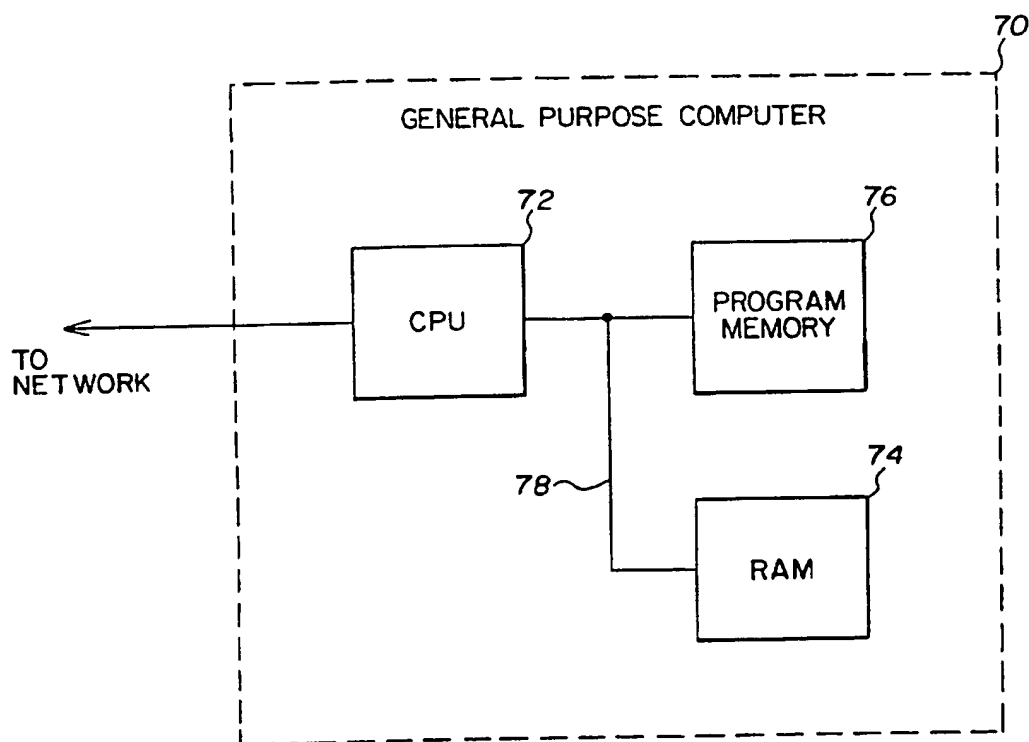 70
GENERAL PURPOSE COMPUTER
72
76
CPU
PROGRAM
MEMORY
TO
NETWORK
78
74
RAM